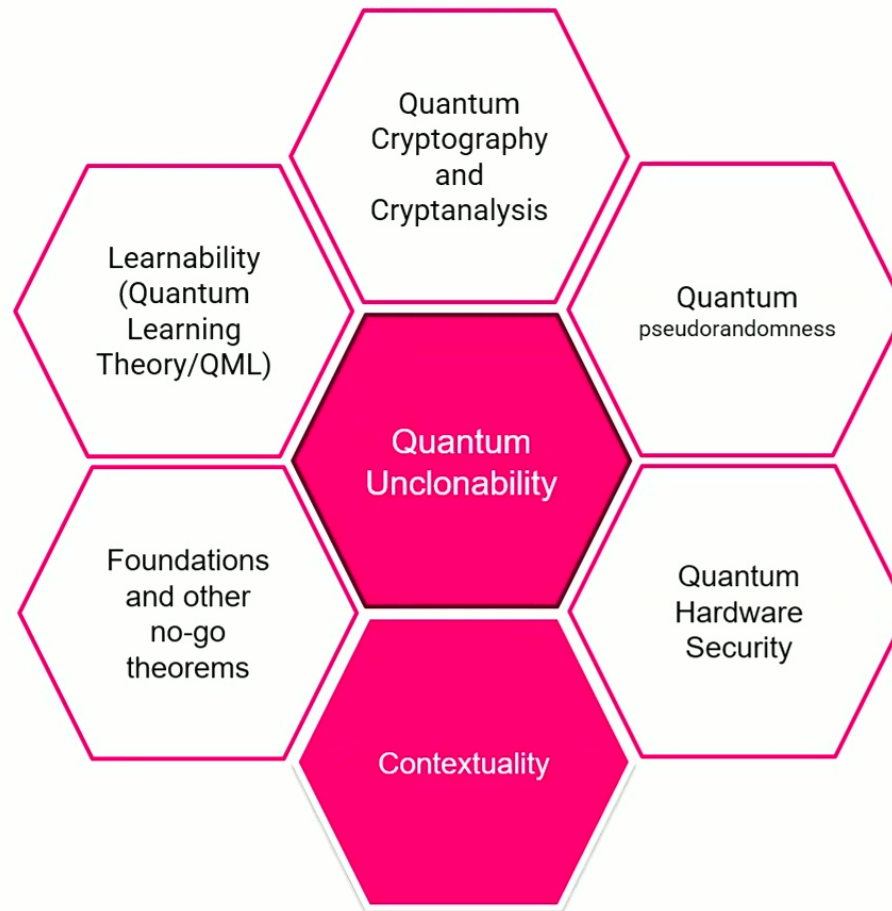 Quantum
Cryptography
and
Cryptanalysis
Learnability
(Quantum
Learning
Theory/QML)
Quantum
pseudorandomness
Quantum
Unclonability
Foundations
and other
no-go
theorems
Quantum
Hardware
Security
Contextuality